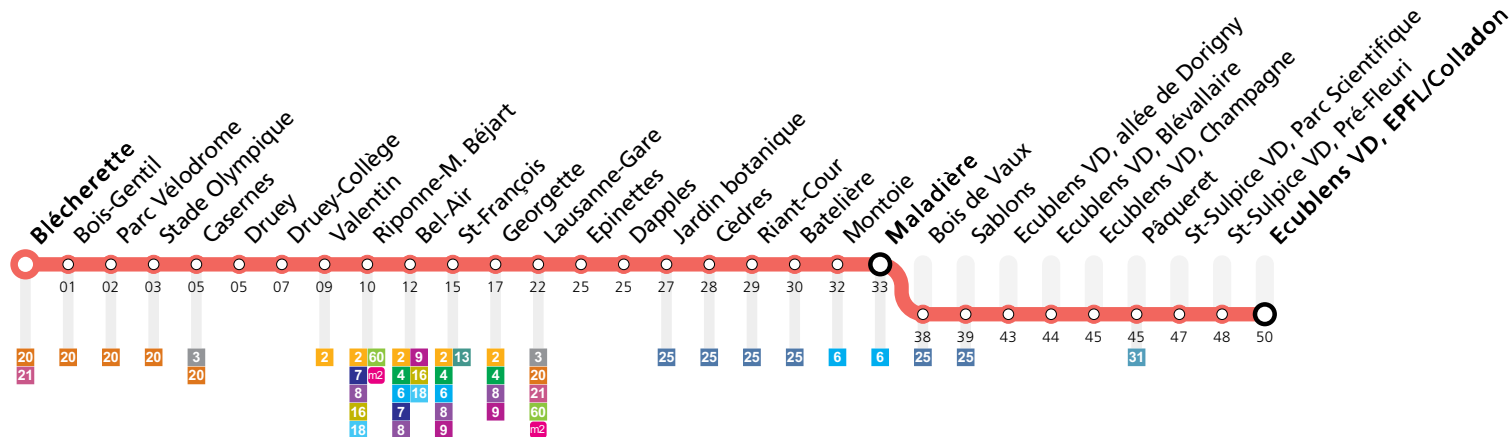 Blécherette
Bois-Gentil
Parc Vélodrome
Stade Olympique
Casernes
Druey
Druey-Collège
Valentin
Riponne-M. Béjart
Bel-Air
St-François
Georgette
Lausanne-Gare
Epinettes
Dapples
Jardin botanique
Cèdres
Riant-Cour
Batelière
Montoie
Maladière
Bois de Vaux
Sablons
Ecublens VD, allée de Dorigny
Ecublens VD, Blévallaire
Ecublens VD, Champagne
Pâqueret
St-Sulpice VD, Parc Scientifique
St-Sulpice VD, Pré-Fleuri
Ecublens VD, EPFL/Colladon
01 02 03 05 05 07 09 10 12 15 17 22 25 25 27 28 29 30 32 33
38 39 43 44 45 45 47 48 50
20 20 20 20 3 2 2 60 2 9 2 13 2 3 25 25 25 25 6 6 25 25 31
21 20 7 m2 4 16 4 4 20
8 6 18 6 8 21
16 7 8 9 60
18 8 9 m2